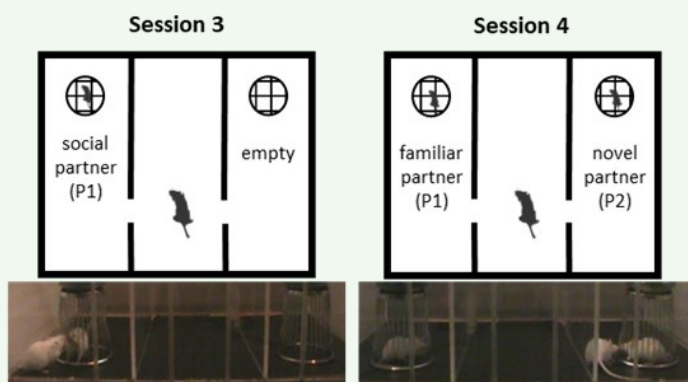 Session 3
social
partner
(P1)
empty
Session 4
familiar
partner
(P1)
novel
partner
(P2)